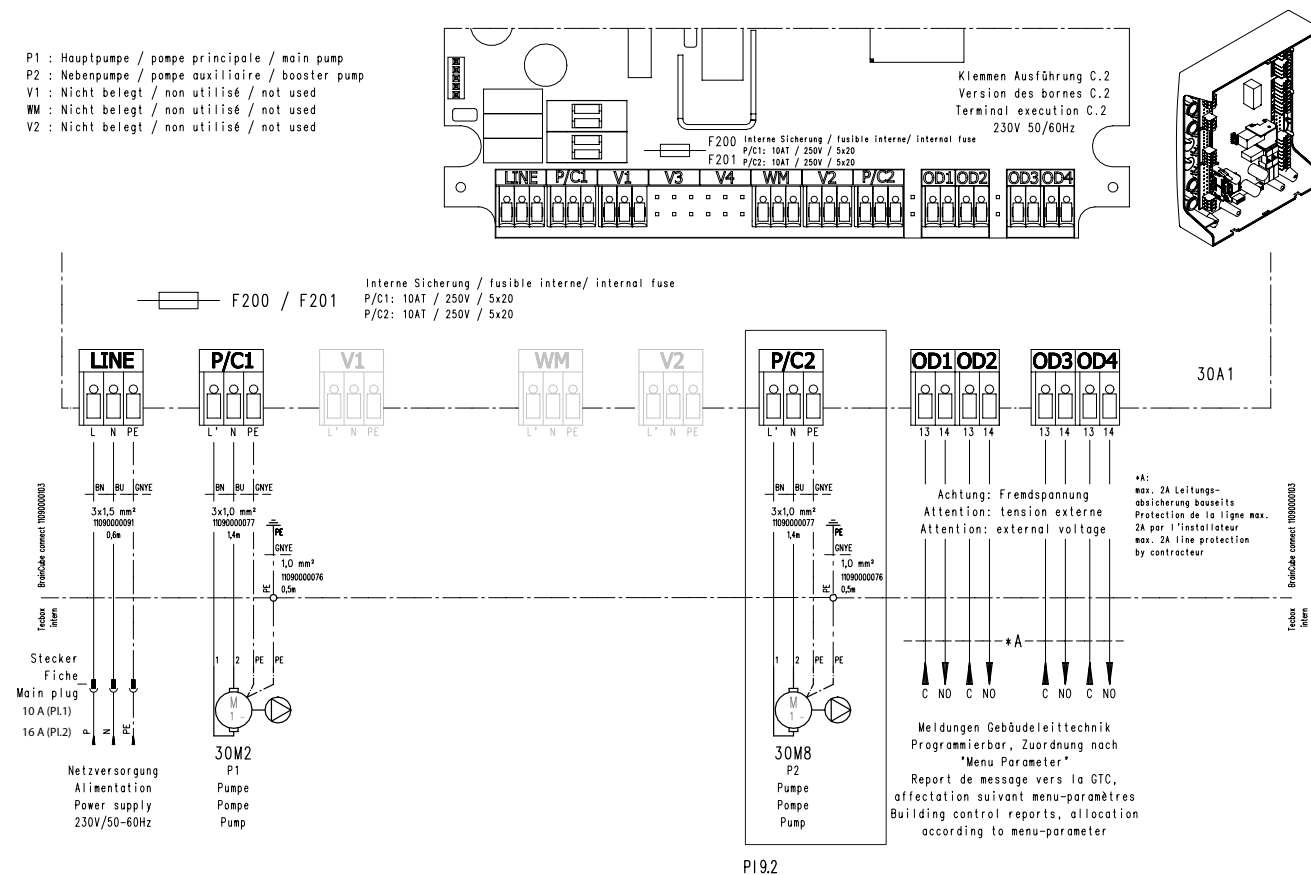 P1 : Hauptpumpe / pompe principale / main pump
P2 : Nebenpumpe / pompe auxiliaire / booster pump
V1 : Nicht belegt / non utilisé / not used
WM : Nicht belegt / non utilisé / not used
V2 : Nicht belegt / non utilisé / not used
Klemmen Ausführung C.2
Version des bornes C.2
Terminal execution C.2
230V 50/60Hz
F200 Interne Sicherung / fusible interne/ internal fuse
P/C1: 10AT / 250V / 5x20
F201 P/C2: 10AT / 250V / 5x20
LINE P/C1 V1 V3 V4 WM V2 P/C2 OD1 OD2 OD3 OD4
F200 / F201
Interne Sicherung / fusible interne/ internal fuse
P/C1: 10AT / 250V / 5x20
P/C2: 10AT / 250V / 5x20
LINE P/C1 V1 WM V2 P/C2 OD1 OD2 OD3 OD4
30A1
L N PE L' N PE L' N PE L' N PE L' N PE L' N PE 13 14 13 14 13 14 13 14
BN BU GNYE
3x1,5 mm²
11090000091
0,6m
BN BU GNYE
3x1,0 mm²
11090000077
1,4m
PE
GNYE
1,0 mm²
11090000076
0,5m
PE
BN BU GNYE
3x1,0 mm²
11090000077
1,4m
PE
GNYE
1,0 mm²
11090000076
0,5m
PE
Achtung: Fremdspannung
Attention: tension externe
Attention: external voltage
*A:
max. 2A Leitungs-
absicherung bauseits
Protection de la ligne max.
2A par l'installateur
max. 2A line protection
by contracteur
BrainCube connect 11090000103
Tecbox
intern
BrainCube connect 11090000103
Tecbox
intern
Stecker
Fiche
Main plug
10 A (PI.1)
16 A (PI.2)
P N PE
Netzversorgung
Alimentation
Power supply
230V/50-60Hz
1 2 PE PE
M
1 ~
30M2
P1
Pumpe
Pompe
Pump
1 2 PE PE
M
1 ~
30M8
P2
Pumpe
Pompe
Pump
PI9.2
*A
C NO C NO C NO C NO
Meldungen Gebäudeleittechnik
Programmierbar, Zuordnung nach
"Menu Parameter"
Report de message vers la GTC,
affectation suivant menu-paramètres
Building control reports, allocation
according to menu-parameter